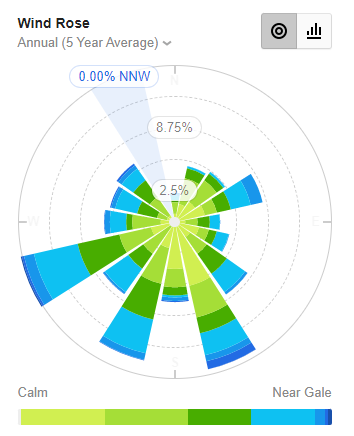 Wind Rose
Annual (5 Year Average)
0.00% NNW
N
8.75%
2.5%
W
E
S
Calm
Near Gale